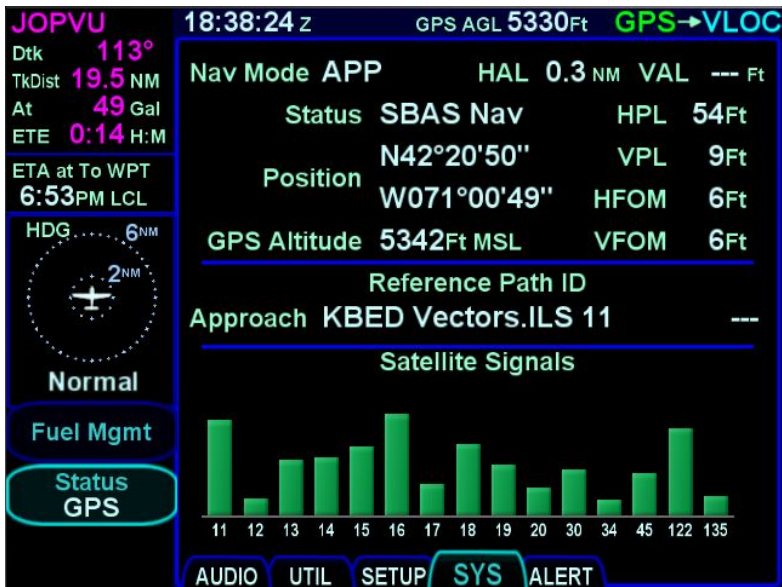 JOPVU
Dtk 113°
TkDist 19.5 NM
At 49 Gal
ETE 0:14 H:M
ETA at To WPT
6:53PM LCL
HDG 6NM
2NM
Normal
Fuel Mgmt
Status
GPS
18:38:24 Z GPS AGL 5330Ft GPS→VLOC
Nav Mode APP HAL 0.3 NM VAL --- Ft
Status SBAS Nav HPL 54Ft
Position N42°20'50" VPL 9Ft
W071°00'49" HFOM 6Ft
GPS Altitude 5342Ft MSL VFOM 6Ft
Reference Path ID
Approach KBED Vectors.ILS 11 ---
Satellite Signals
11 12 13 14 15 16 17 18 19 20 30 34 45 122 135
AUDIO UTIL SETUP SYS ALERT